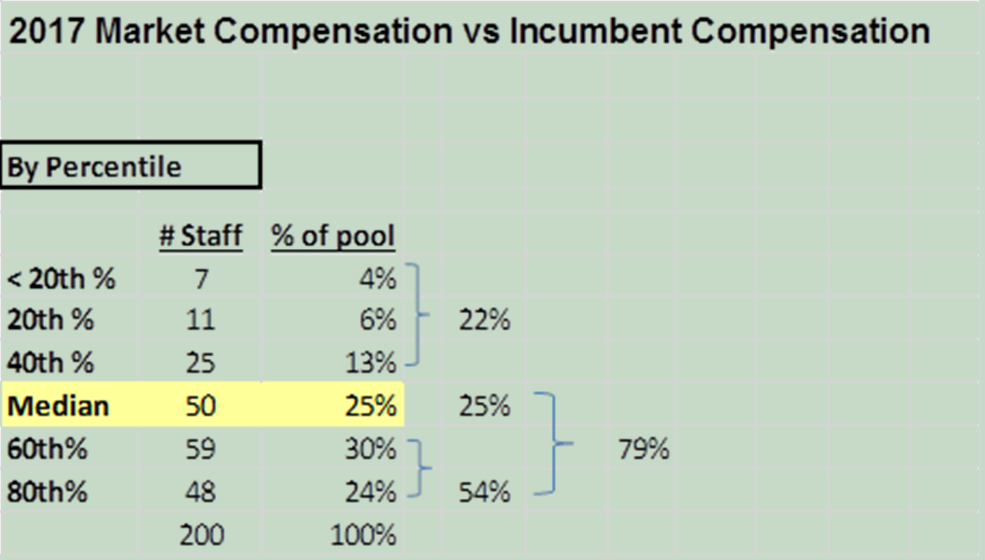 2017 Market Compensation vs Incumbent Compensation
By Percentile
# Staff % of pool
< 20th % 7 4%
20th % 11 6% 22%
40th % 25 13%
Median 50 25% 25%
60th% 59 30% 79%
80th% 48 24% 54%
200 100%